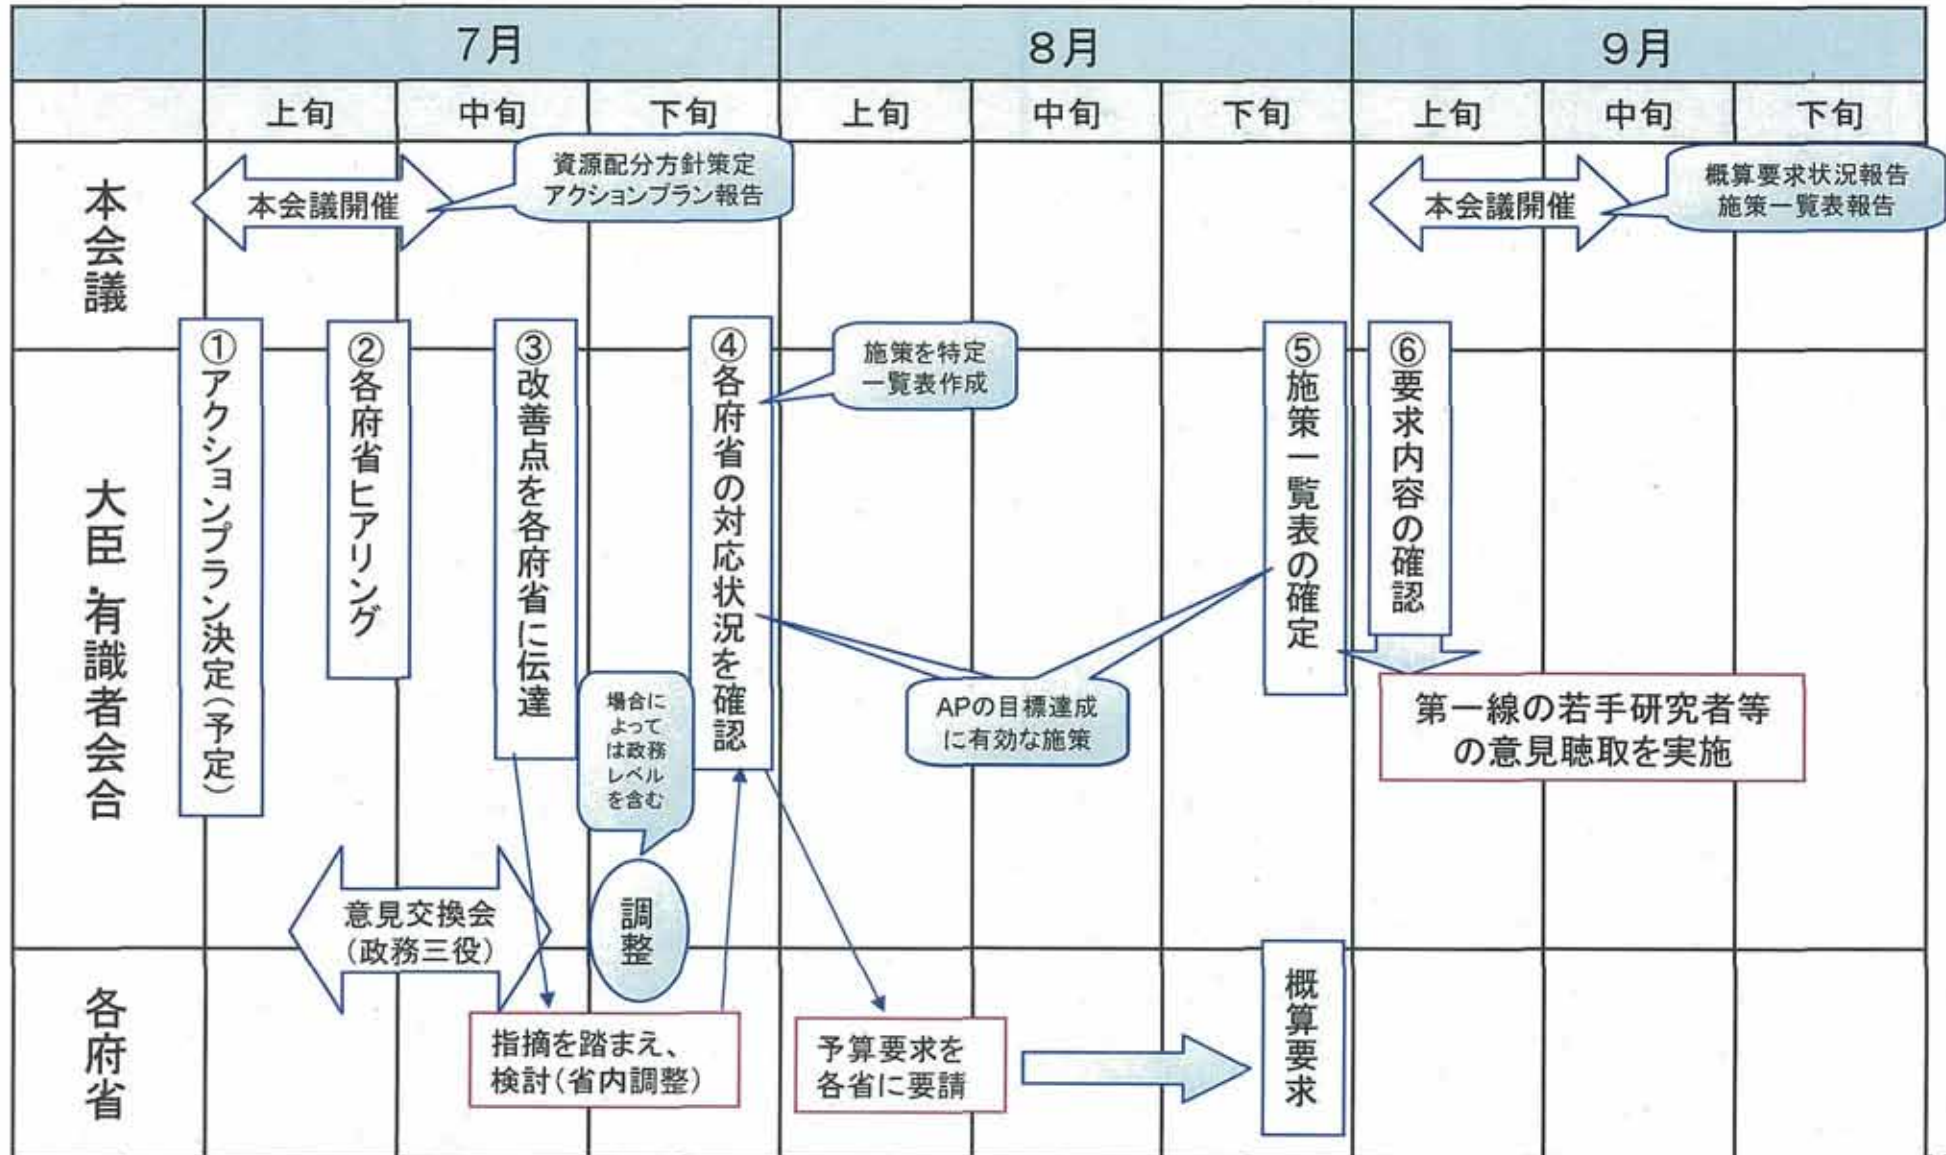 7月
8月
9月
上旬
中旬
下旬
上旬
中旬
下旬
上旬
中旬
下旬
本会議
本会議開催
資源配分方針策定
アクションプラン報告
本会議開催
概算要求状況報告
施策一覧表報告
大臣・有識者会合
①アクションプラン決定(予定)
②各府省ヒアリング
③改善点を各府省に伝達
④各府省の対応状況を確認
施策を特定
一覧表作成
⑤施策一覧表の確定
⑥要求内容の確認
場合に
よって
は政務
レベル
を含む
APの目標達成
に有効な施策
第一線の若手研究者等
の意見聴取を実施
意見交換会
(政務三役)
調整
各府省
指摘を踏まえ、
検討(省内調整)
予算要求を
各省に要請
概算要求